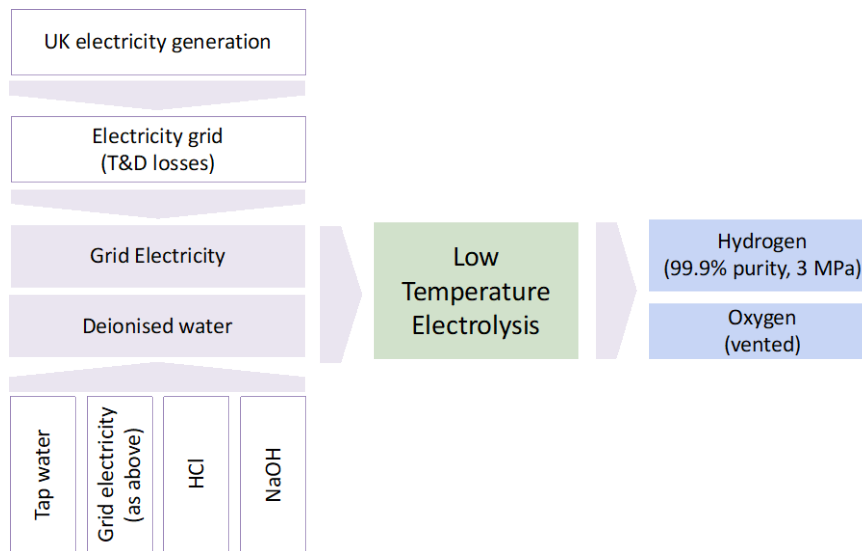 UK electricity generation
Electricity grid
(T&D losses)
Grid Electricity
Deionised water
Tap water
Grid electricity
(as above)
HCl
NaOH
Low
Temperature
Electrolysis
Hydrogen
(99.9% purity, 3 MPa)
Oxygen
(vented)